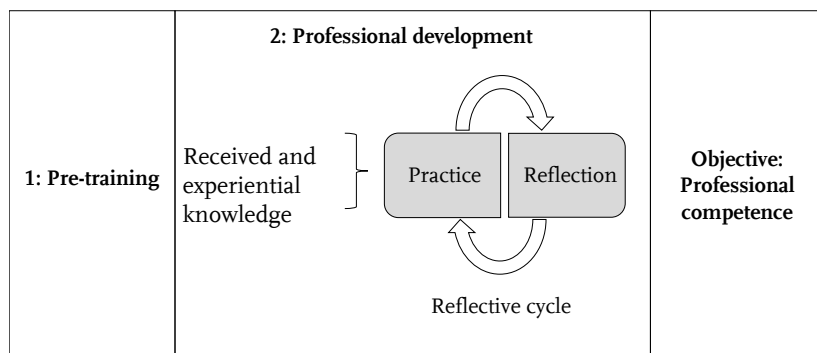 2: Professional development
1: Pre-training
Received and
experiential
knowledge
Practice
Reflection
Reflective cycle
Objective:
Professional
competence